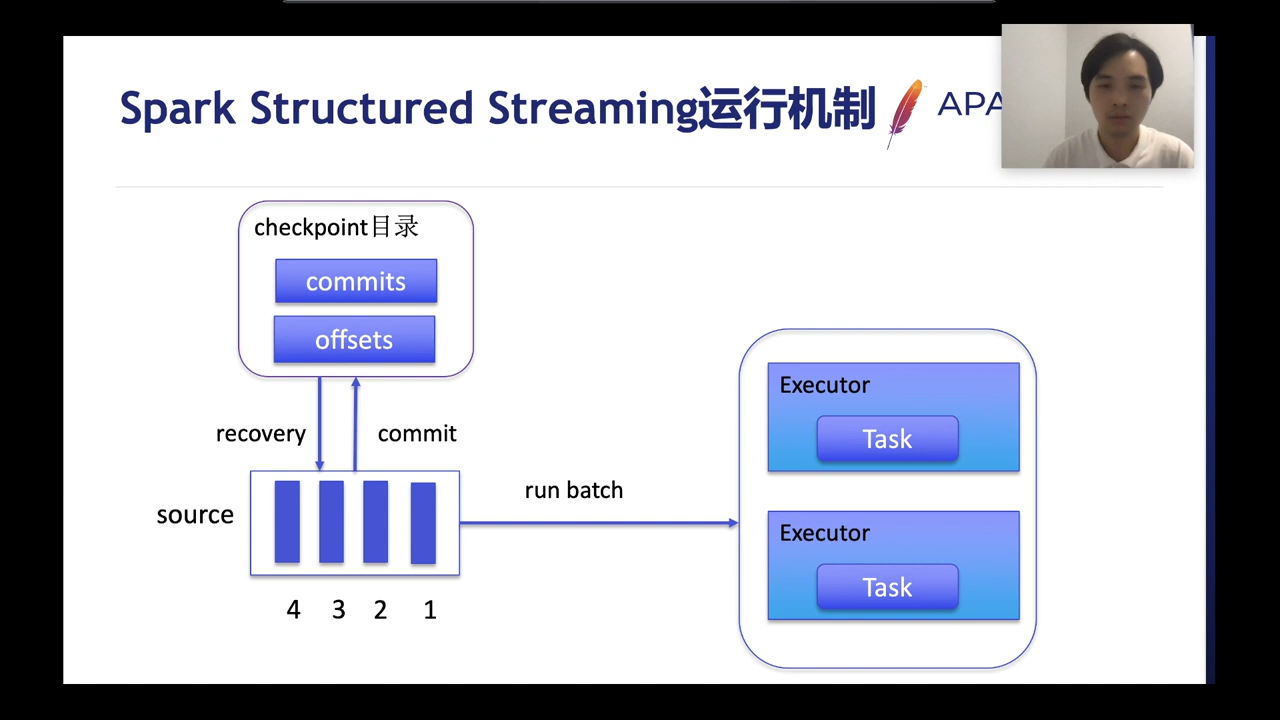 Spark Structured Streaming运行机制
APA
checkpoint目录
commits
offsets
recovery
commit
source
run batch
4 3 2 1
Executor
Task
Executor
Task